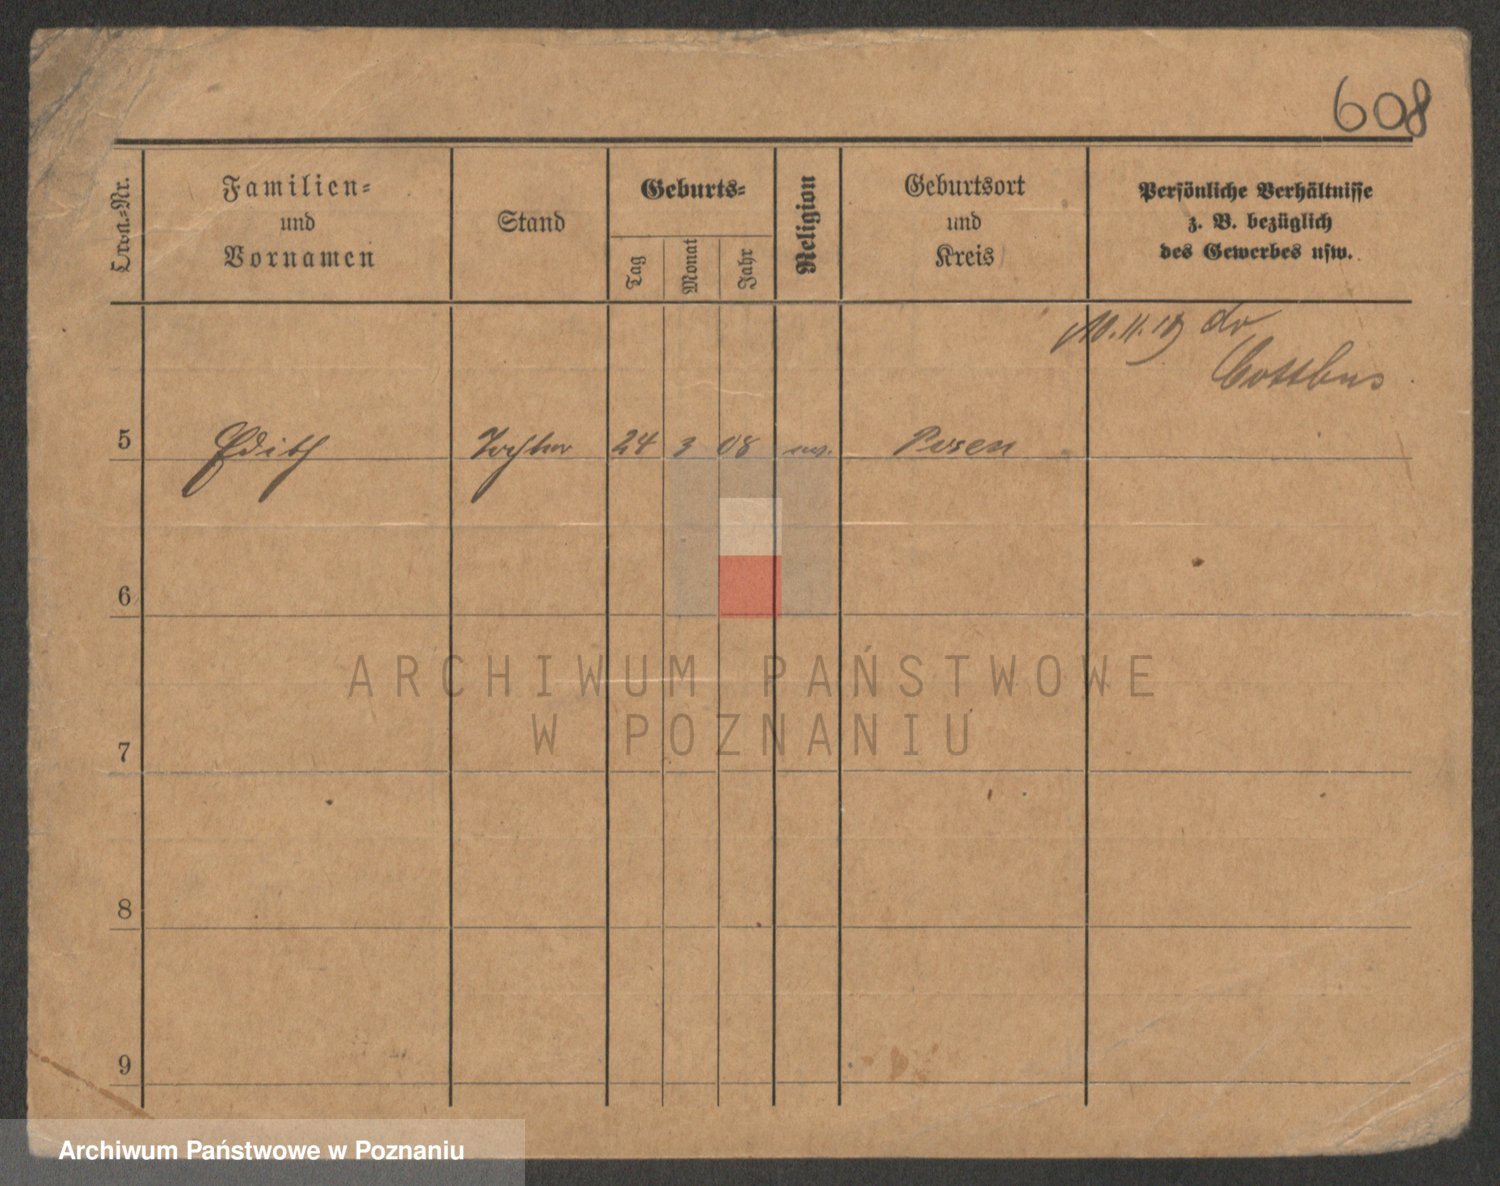 608
Ordn.-Nr.
Familien-
und
Vornamen
Stand
Geburts-
Tag
Monat
Jahr
Religion
Geburtsort
und
Kreis
Persönliche Verhältnisse
z. B. bezüglich
des Gewerbes usw.
Cottbus
5 Edith Tochter 24 3 08 Posen
6
ARCHIWUM PAŃSTWOWE
W POZNANIU
7
8
9
Archiwum Państwowe w Poznaniu